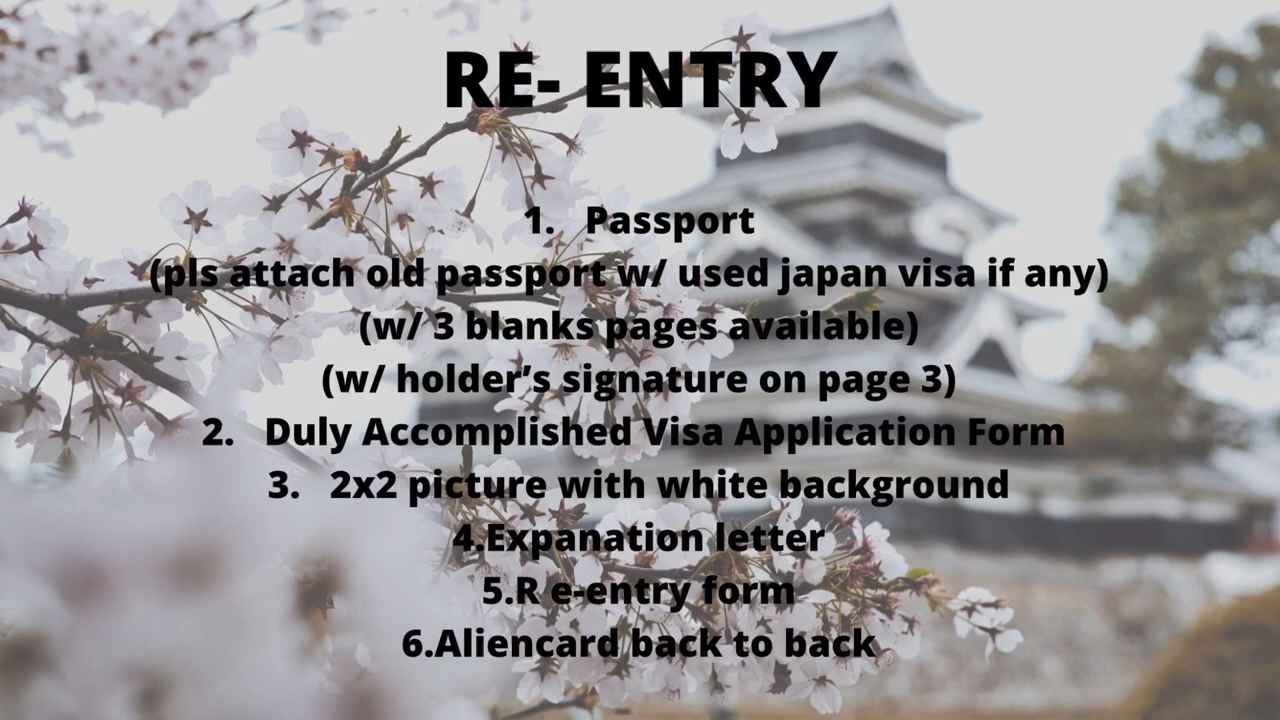 RE- ENTRY
1. Passport
(pls attach old passport w/ used japan visa if any)
(w/ 3 blanks pages available)
(w/ holder’s signature on page 3)
2. Duly Accomplished Visa Application Form
3. 2x2 picture with white background
4.Expanation letter
5.R e-entry form
6.Aliencard back to back